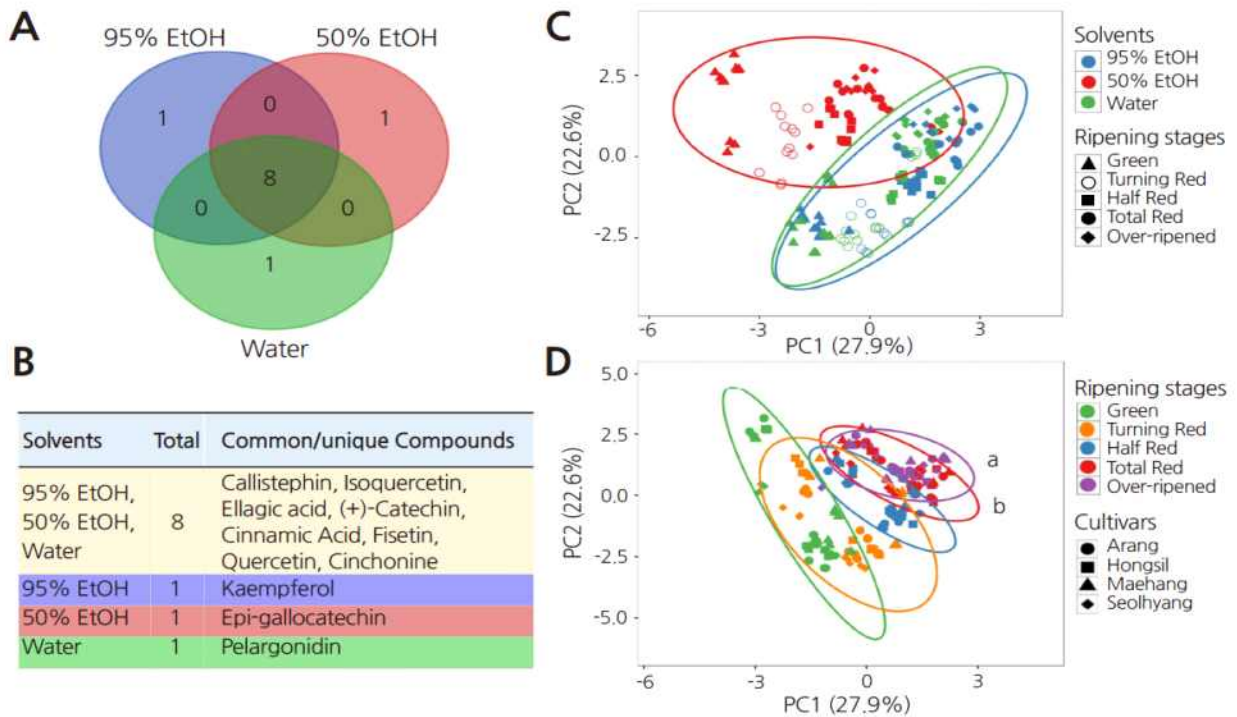 A
95% EtOH
50% EtOH
1
0
1
8
0
0
1
Water
B
Solvents Total Common/unique Compounds
95% EtOH,
50% EtOH,
Water
8
Callistephin, Isoquercetin,
Ellagic acid, (+)-Catechin,
Cinnamic Acid, Fisetin,
Quercetin, Cinchonine
95% EtOH 1 Kaempferol
50% EtOH 1 Epi-gallocatechin
Water 1 Pelargonidin
C
PC2 (22.6%)
2.5
0.0
-2.5
-6 -3 0 3
PC1 (27.9%)
Solvents
95% EtOH
50% EtOH
Water
Ripening stages
Green
Turning Red
Half Red
Total Red
Over-ripened
D
PC2 (22.6%)
5.0
2.5
0.0
-2.5
-5.0
a
b
-6 -3 0 3
PC1 (27.9%)
Ripening stages
Green
Turning Red
Half Red
Total Red
Over-ripened
Cultivars
Arang
Hongsil
Maehang
Seolhyang